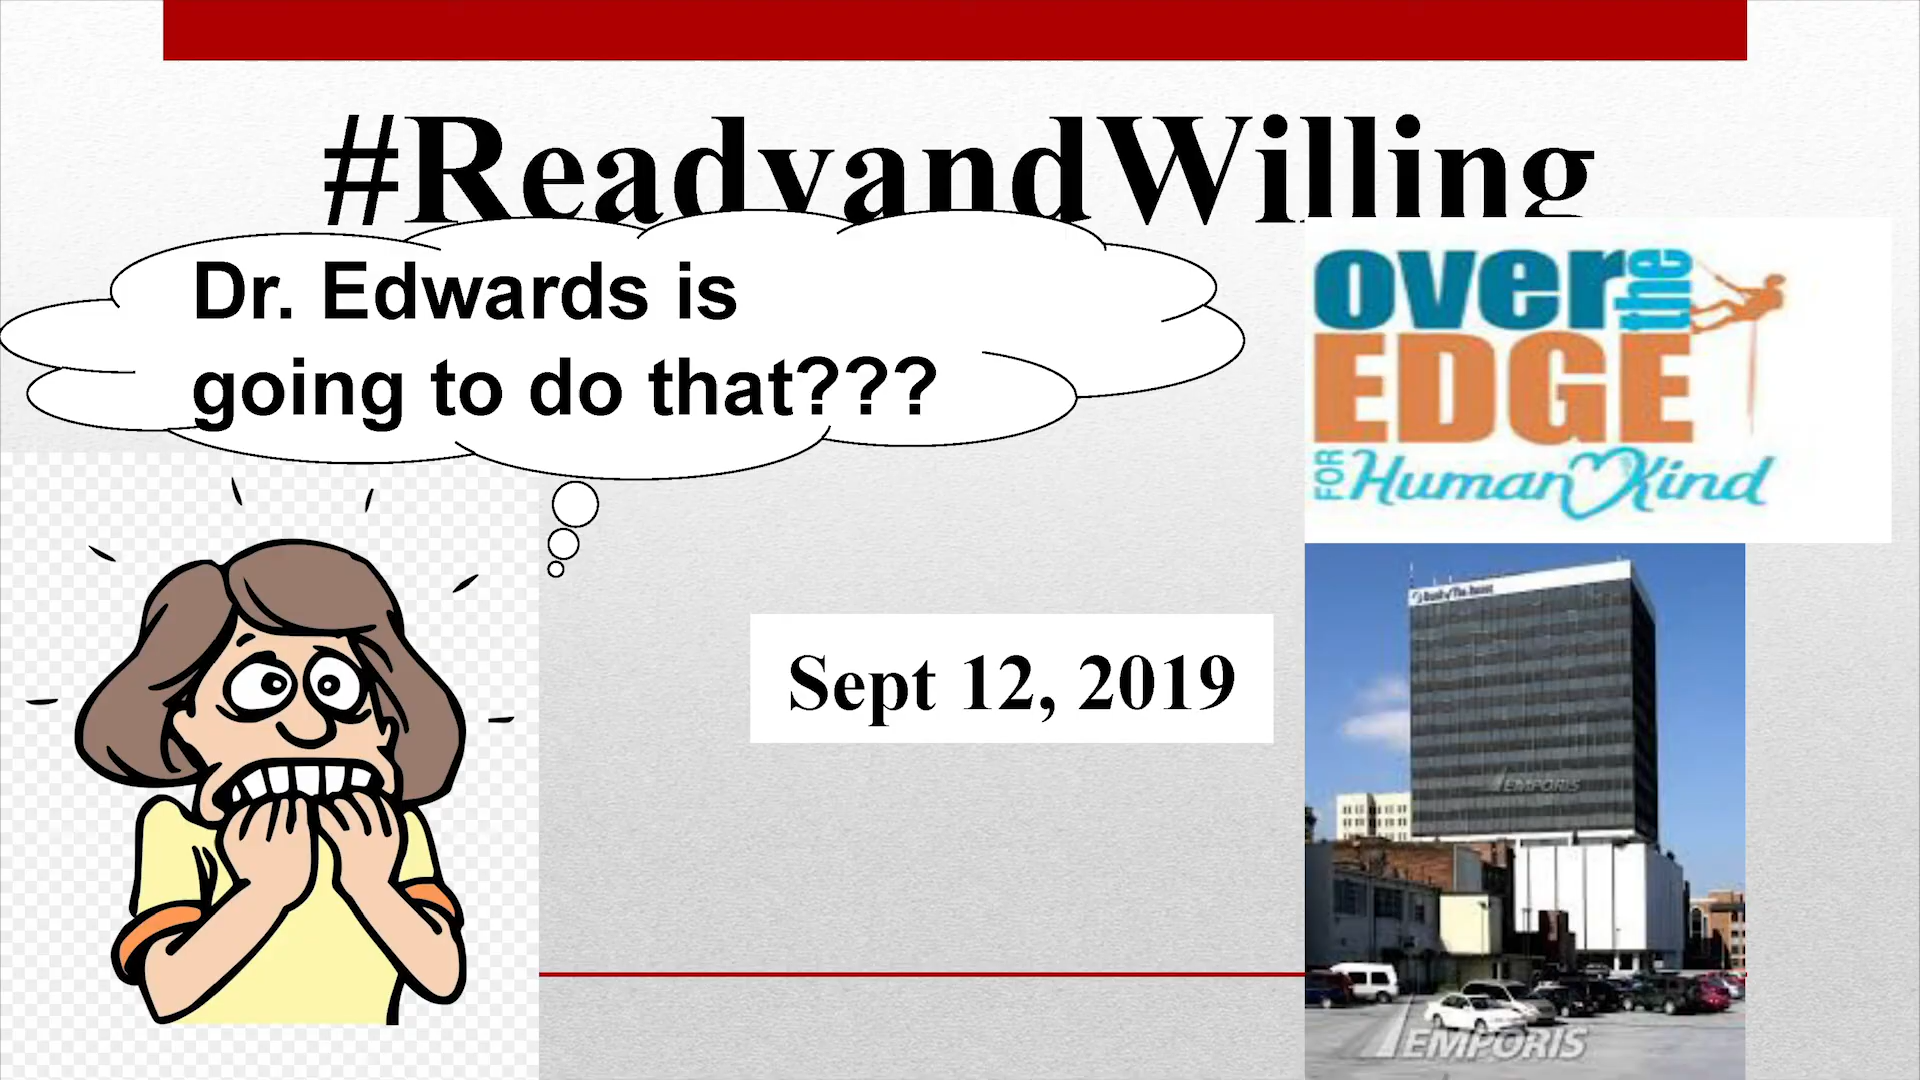 #ReadyandWilling
Dr. Edwards is
going to do that???
over the
EDGE
FOR HumanKind
Sept 12, 2019
EMPORIS
EMPORIS